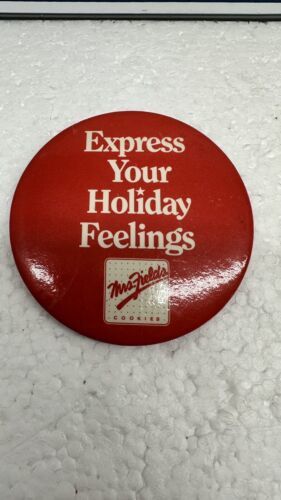 Express
Your
Holiday
Feelings
Mrs. Fields
COOKIES